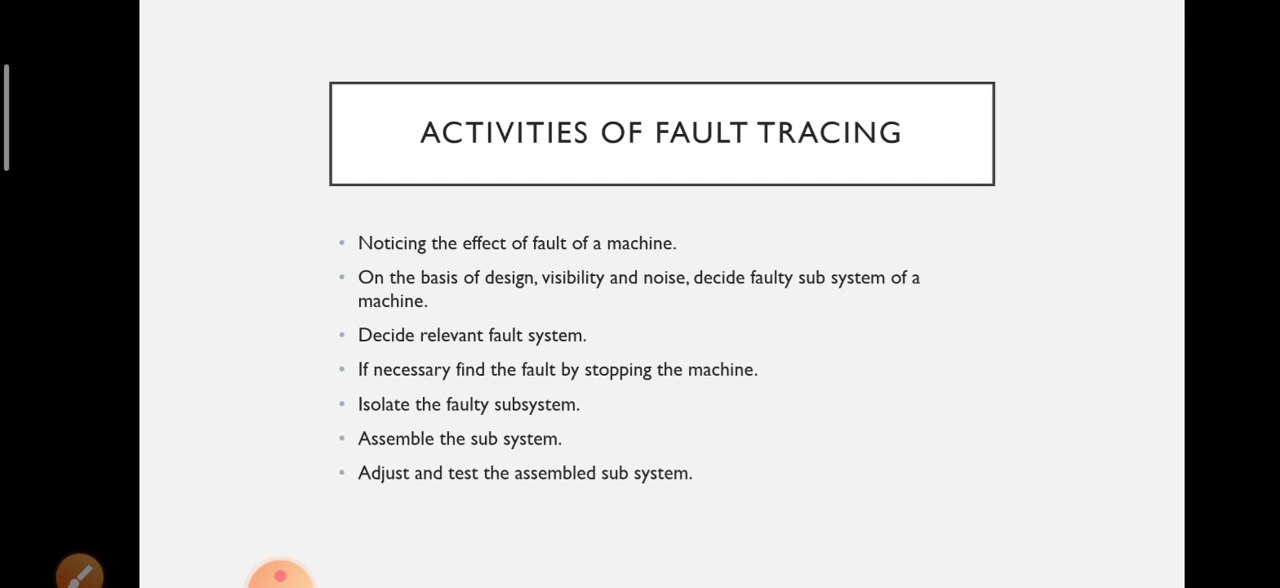 ACTIVITIES OF FAULT TRACING
• Noticing the effect of fault of a machine.
• On the basis of design, visibility and noise, decide faulty sub system of a
machine.
• Decide relevant fault system.
• If necessary find the fault by stopping the machine.
• Isolate the faulty subsystem.
• Assemble the sub system.
• Adjust and test the assembled sub system.